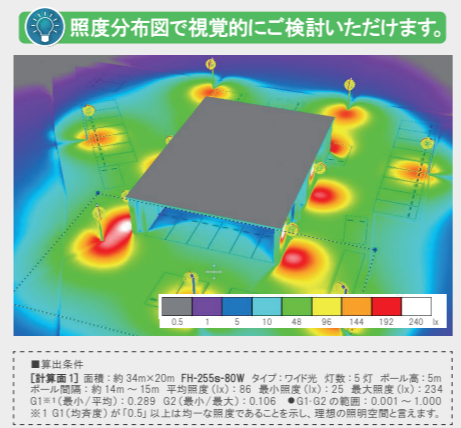 照度分布図で視覚的にご検討いただけます。
0.5 1 5 10 48 96 144 192 240 lx
■算出条件
[計算面1] 面積：約34m×20m FH-255s-80W タイプ：ワイド光 灯数：5灯 ポール高：5m
ポール間隔：約14m～15m 平均照度(lx)：86 最小照度(lx)：25 最大照度(lx)：234
G1※1(最小/平均)：0.289 G2(最小/最大)：0.106 ●G1・G2の範囲：0.001～1.000
※1 G1(均斉度)が「0.5」以上は均一な照度であることを示し、理想の照明空間と言えます。